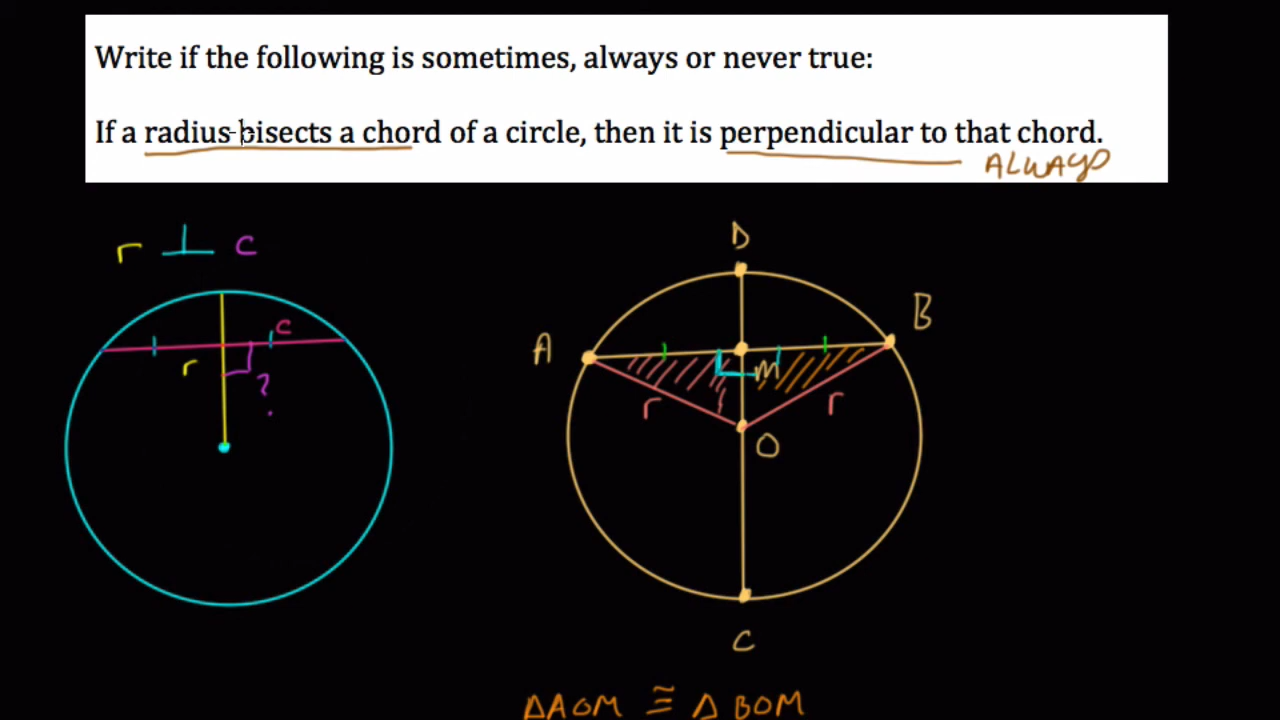 Write if the following is sometimes, always or never true:
If a radius bisects a chord of a circle, then it is perpendicular to that chord.
ALWAYS
r ⊥ c
c
r
?
D
A
B
M
r
r
O
C
ΔAOM ≅ Δ BOM